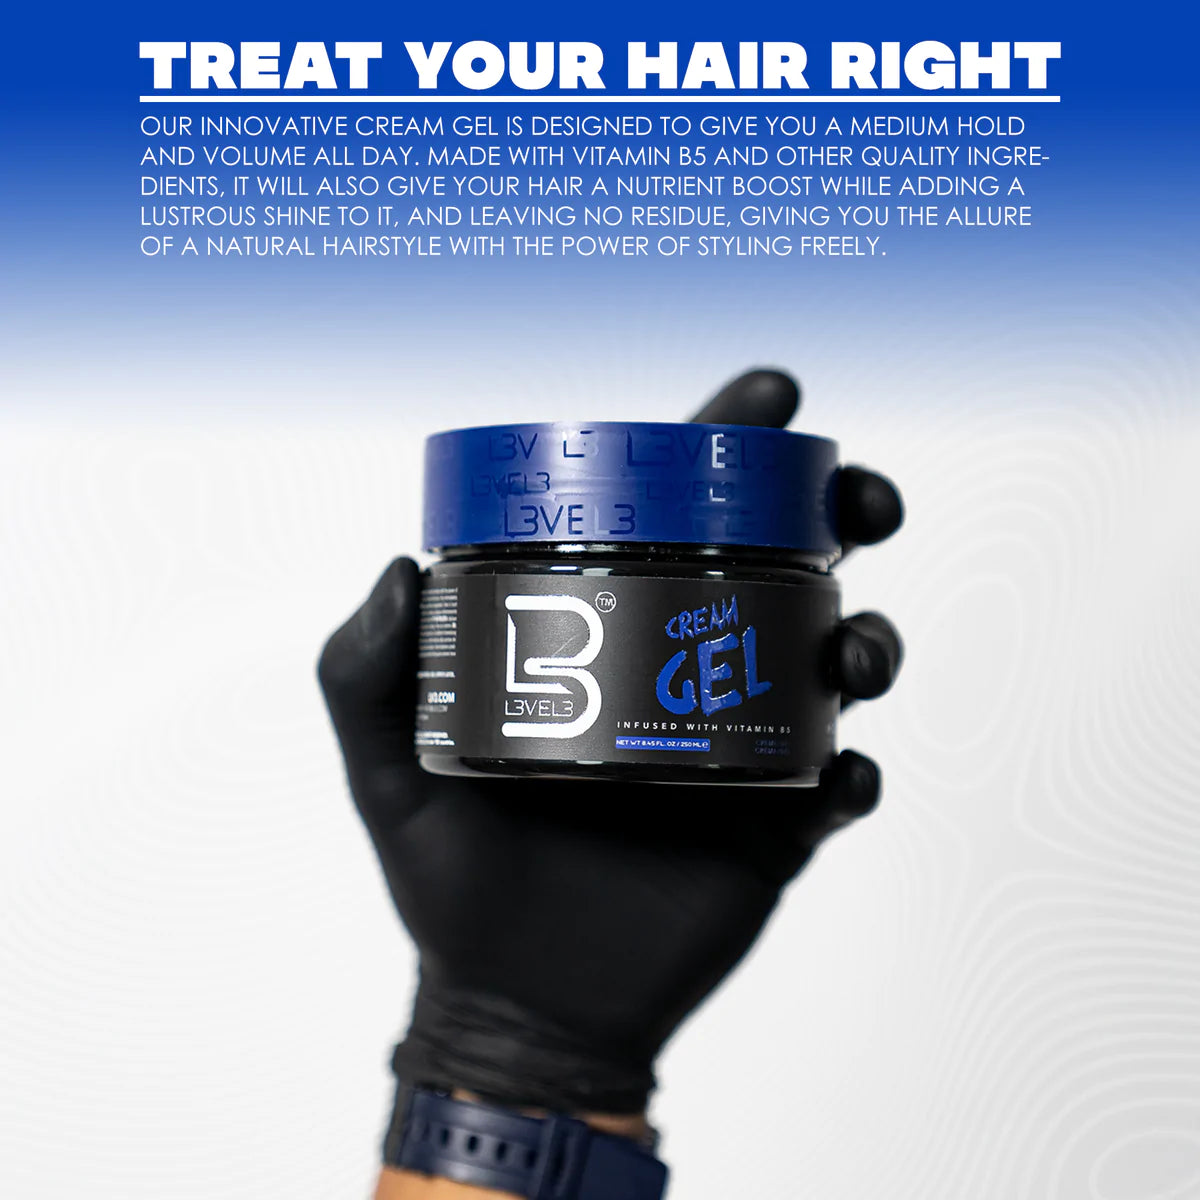 TREAT YOUR HAIR RIGHT
OUR INNOVATIVE CREAM GEL IS DESIGNED TO GIVE YOU A MEDIUM HOLD
AND VOLUME ALL DAY. MADE WITH VITAMIN B5 AND OTHER QUALITY INGRE-
DIENTS, IT WILL ALSO GIVE YOUR HAIR A NUTRIENT BOOST WHILE ADDING A
LUSTROUS SHINE TO IT, AND LEAVING NO RESIDUE, GIVING YOU THE ALLURE
OF A NATURAL HAIRSTYLE WITH THE POWER OF STYLING FREELY.
L3V L3VEL3
L3VEL3 L3VEL3
L3VEL3
TM
L3VEL3
CREAM
GEL
INFUSED WITH VITAMIN B5
NET WT 8.45 FL. OZ / 250 ML e